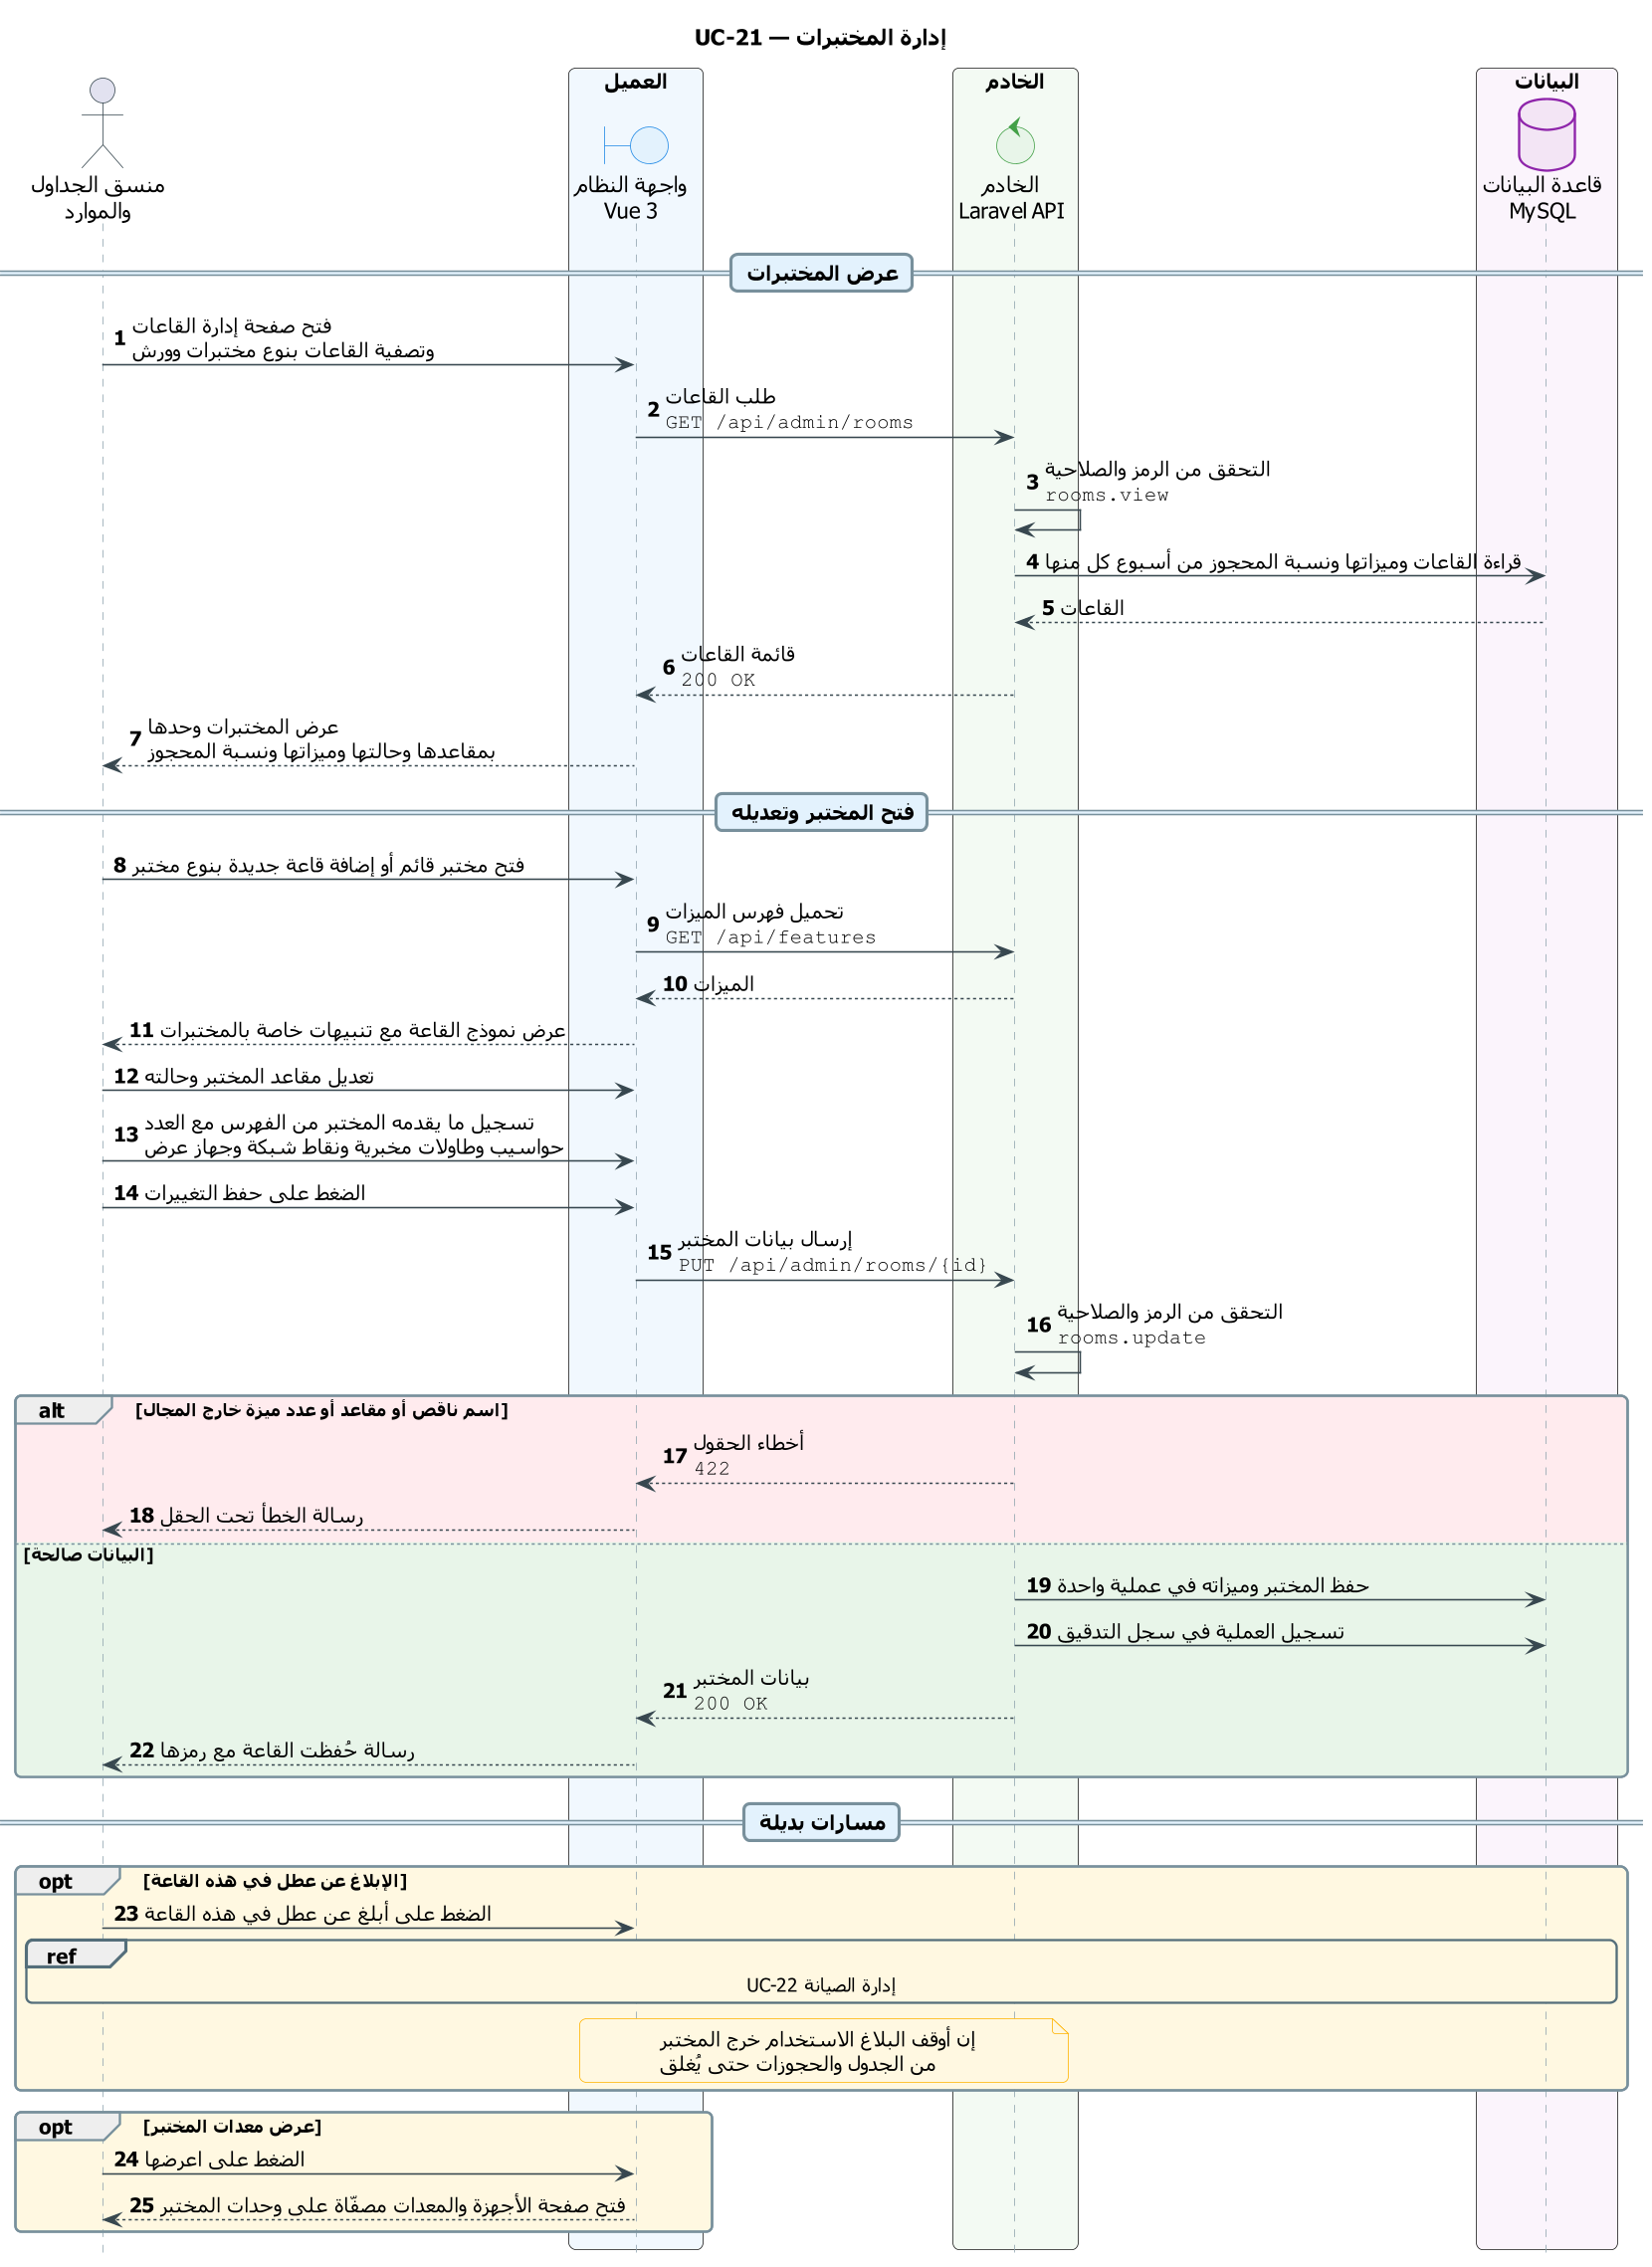 UC-21 — إدارة المختبرات
العميل
الخادم
البيانات
منسق الجداول
والموارد
واجهة النظام
Vue 3
الخادم
Laravel API
قاعدة البيانات
MySQL
عرض المختبرات
1 فتح صفحة إدارة القاعات
وتصفية القاعات بنوع مختبرات وورش
2 طلب القاعات
GET /api/admin/rooms
3 التحقق من الرمز والصلاحية
rooms.view
4 قراءة القاعات وميزاتها ونسبة المحجوز من أسبوع كل منها
5 القاعات
6 قائمة القاعات
200 OK
7 عرض المختبرات وحدها
بمقاعدها وحالتها وميزاتها ونسبة المحجوز
فتح المختبر وتعديله
8 فتح مختبر قائم أو إضافة قاعة جديدة بنوع مختبر
9 تحميل فهرس الميزات
GET /api/features
10 الميزات
11 عرض نموذج القاعة مع تنبيهات خاصة بالمختبرات
12 تعديل مقاعد المختبر وحالته
13 تسجيل ما يقدمه المختبر من الفهرس مع العدد
حواسيب وطاولات مخبرية ونقاط شبكة وجهاز عرض
14 الضغط على حفظ التغييرات
15 إرسال بيانات المختبر
PUT /api/admin/rooms/{id}
16 التحقق من الرمز والصلاحية
rooms.update
alt [اسم ناقص أو مقاعد أو عدد ميزة خارج المجال]
17 أخطاء الحقول
422
18 رسالة الخطأ تحت الحقل
[البيانات صالحة]
19 حفظ المختبر وميزاته في عملية واحدة
20 تسجيل العملية في سجل التدقيق
21 بيانات المختبر
200 OK
22 رسالة حُفظت القاعة مع رمزها
مسارات بديلة
opt [الإبلاغ عن عطل في هذه القاعة]
23 الضغط على أبلغ عن عطل في هذه القاعة
ref
UC-22 إدارة الصيانة
إن أوقف البلاغ الاستخدام خرج المختبر
من الجدول والحجوزات حتى يُغلق
opt [عرض معدات المختبر]
24 الضغط على اعرضها
25 فتح صفحة الأجهزة والمعدات مصفّاة على وحدات المختبر